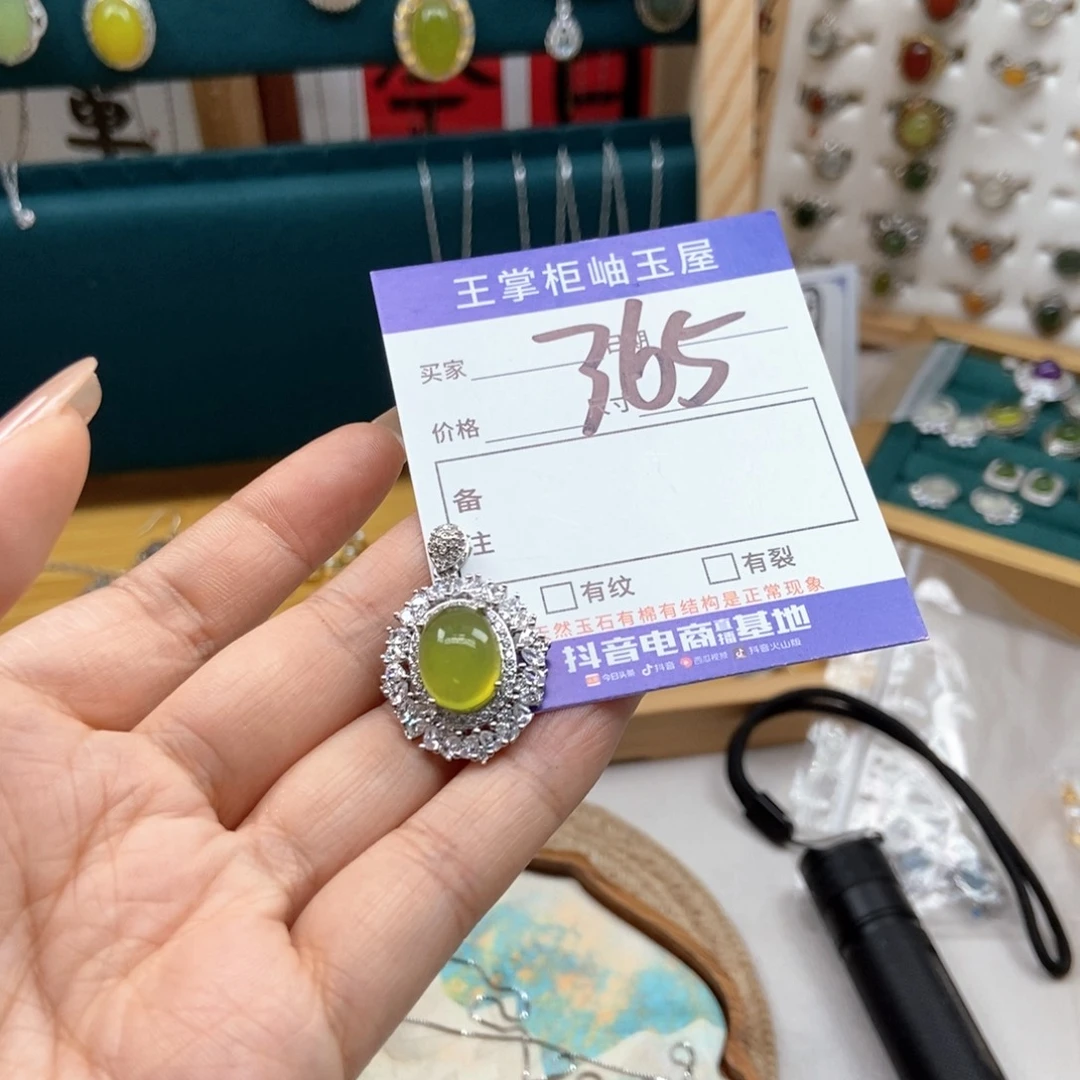 車
王掌柜岫玉屋
365
日期
买家
尺寸
价格
备
注
有纹
有裂
天然玉石有棉有结构是正常现象
抖音电商直播基地
今日头条 抖音 西瓜视频 抖音火山版